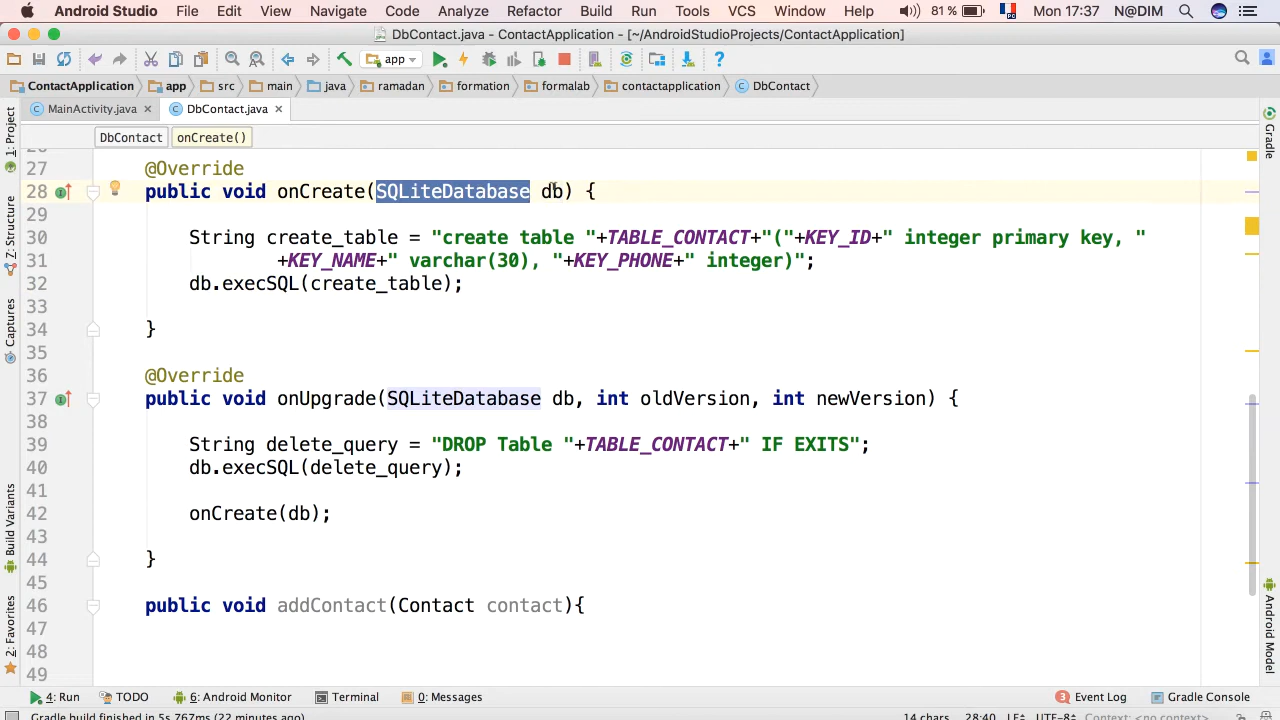 Android Studio File Edit View Navigate Code Analyze Refactor Build Run Tools VCS Window Help 81 % Mon 17:37 N@DIM
DbContact.java - ContactApplication - [~/AndroidStudioProjects/ContactApplication]
app
ContactApplication app src main java ramadan formation formalab contactapplication DbContact
MainActivity.java DbContact.java
DbContact onCreate()
27 @Override
28 public void onCreate(SQLiteDatabase db) {
29
30 String create_table = "create table "+TABLE_CONTACT+"("+KEY_ID+" integer primary key, "
31 +KEY_NAME+" varchar(30), "+KEY_PHONE+" integer)";
32 db.execSQL(create_table);
33
34 }
35
36 @Override
37 public void onUpgrade(SQLiteDatabase db, int oldVersion, int newVersion) {
38
39 String delete_query = "DROP Table "+TABLE_CONTACT+" IF EXITS";
40 db.execSQL(delete_query);
41
42 onCreate(db);
43
44 }
45
46 public void addContact(Contact contact){
47
48
49
1: Project
Z: Structure
Captures
Build Variants
2: Favorites
Gradle
Android Model
4: Run TODO 6: Android Monitor Terminal 0: Messages 3 Event Log Gradle Console
Gradle build finished in 5s 767ms (22 minutes ago) 14 chars 28:40 LF UTF-8 Context: <no context>